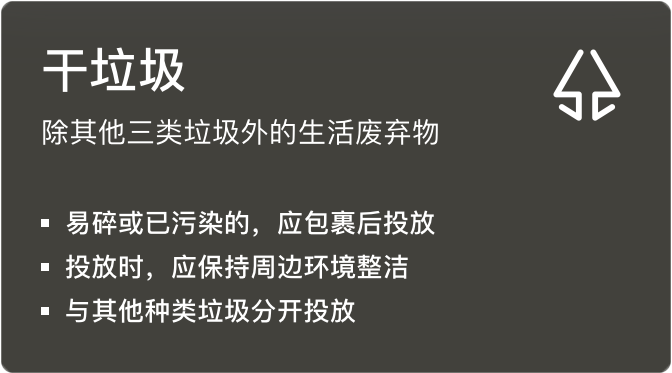 干垃圾
除其他三类垃圾外的生活废弃物
▪ 易碎或已污染的，应包裹后投放
▪ 投放时，应保持周边环境整洁
▪ 与其他种类垃圾分开投放